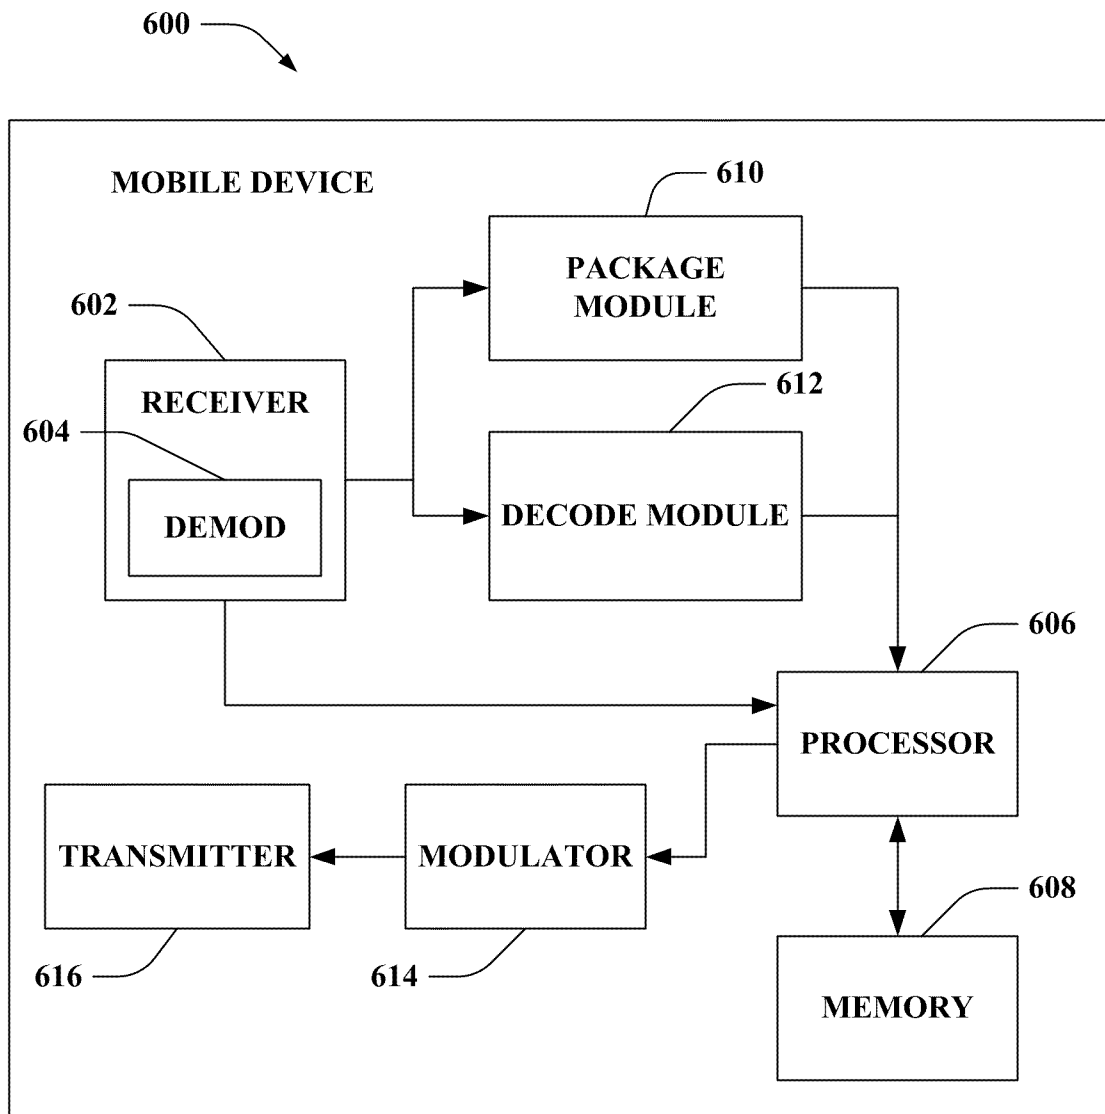 600
MOBILE DEVICE
610
PACKAGE
MODULE
602
RECEIVER
612
604
DEMOD
DECODE MODULE
606
PROCESSOR
TRANSMITTER
MODULATOR
608
616
614
MEMORY